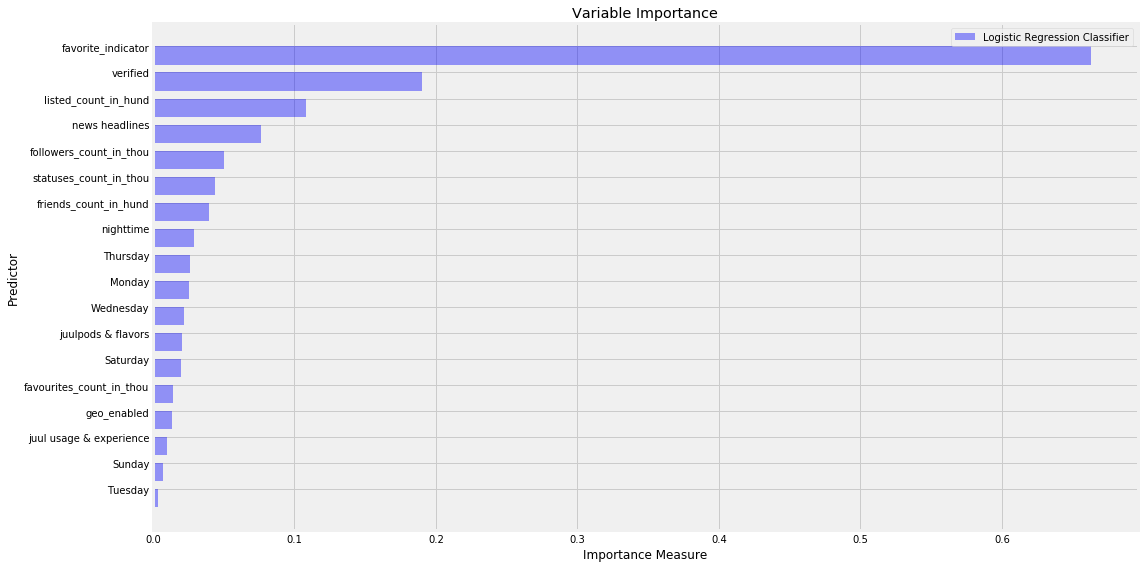 Variable Importance
Logistic Regression Classifier
favorite_indicator
verified
listed_count_in_hund
news headlines
followers_count_in_thou
statuses_count_in_thou
friends_count_in_hund
nighttime
Thursday
Monday
Wednesday
juulpods & flavors
Saturday
favourites_count_in_thou
geo_enabled
juul usage & experience
Sunday
Tuesday
Predictor
0.0 0.1 0.2 0.3 0.4 0.5 0.6
Importance Measure